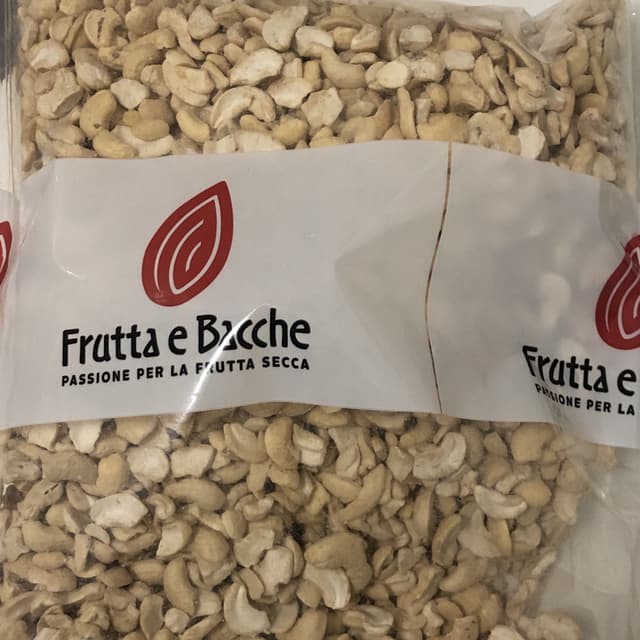 Frutta e Bacche
PASSIONE PER LA FRUTTA SECCA
Frutta e
PASSIONE PER LA